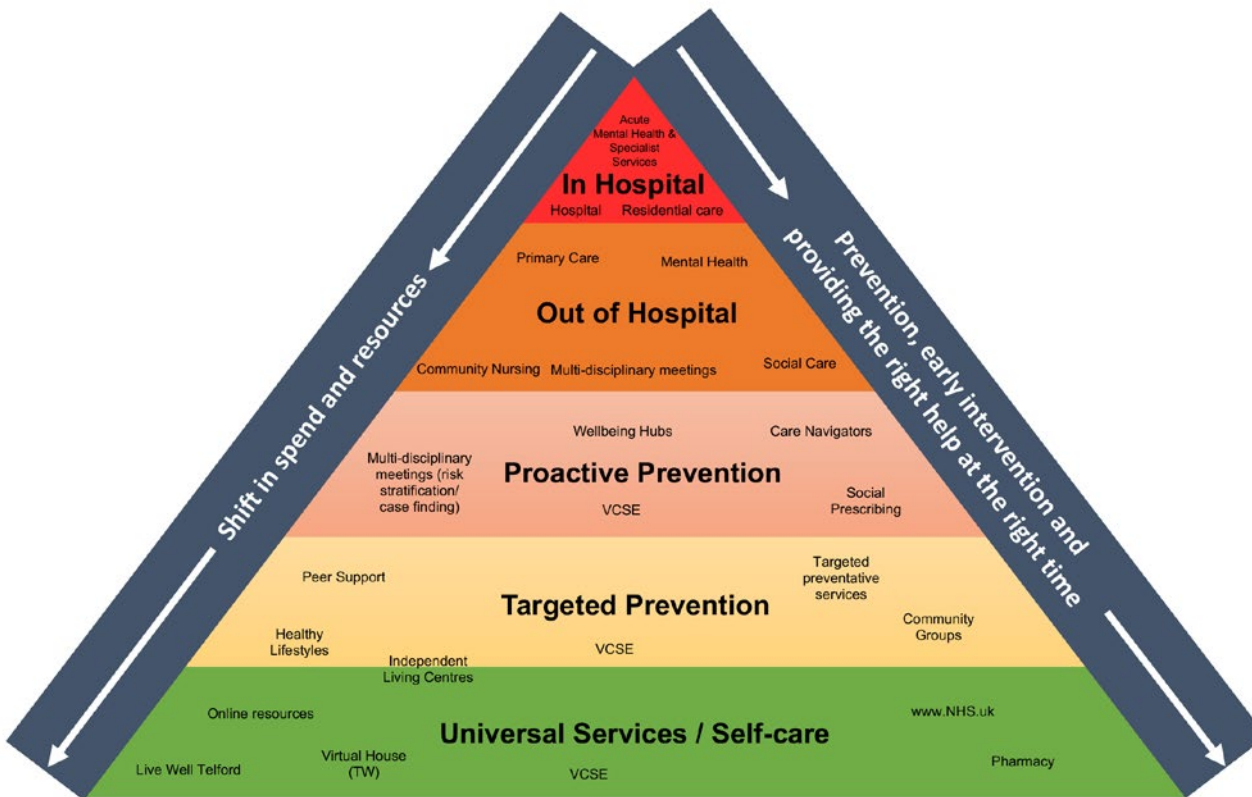 Acute
Mental Health &
Specialist
Services
In Hospital
Hospital
Residential care
Primary Care
Mental Health
Out of Hospital
Community Nursing
Multi-disciplinary meetings
Social Care
Wellbeing Hubs
Care Navigators
Multi-disciplinary
meetings (risk
stratification/
case finding)
Proactive Prevention
VCSE
Social
Prescribing
Peer Support
Targeted
preventative
services
Targeted Prevention
Healthy
Lifestyles
VCSE
Community
Groups
Independent
Living Centres
Online resources
www.NHS.uk
Universal Services / Self-care
Live Well Telford
Virtual House
(TW)
VCSE
Pharmacy
Shift in spend and resources
Prevention, early intervention and
providing the right help at the right time